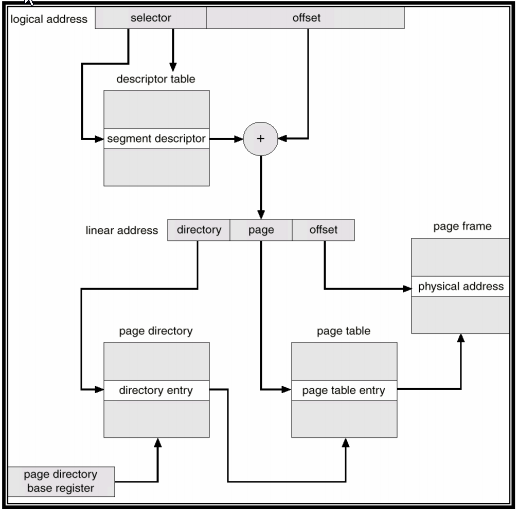 logical address
selector
offset
descriptor table
segment descriptor
+
linear address
directory
page
offset
page frame
physical address
page directory
page table
directory entry
page table entry
page directory
base register